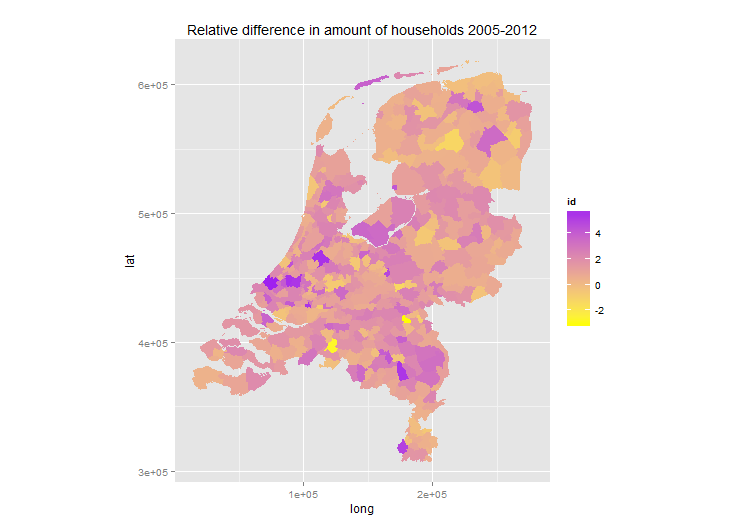 Relative difference in amount of households 2005-2012
6e+05
5e+05
4e+05
3e+05
lat
1e+05
2e+05
long
id
4
2
0
-2